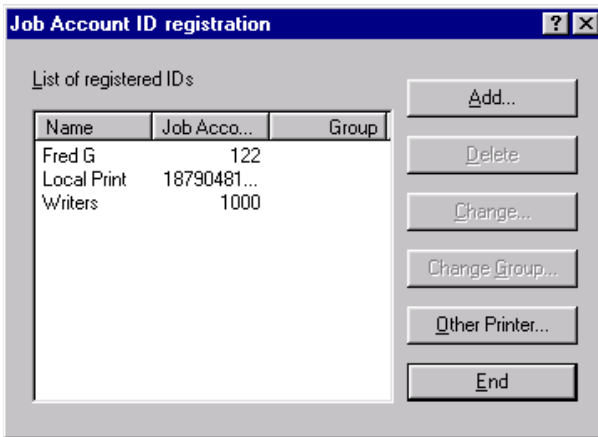 Job Account ID registration
List of registered IDs
Name Job Acco... Group
Fred G 122
Local Print 18790481...
Writers 1000
Add...
Delete
Change...
Change Group...
Other Printer...
End